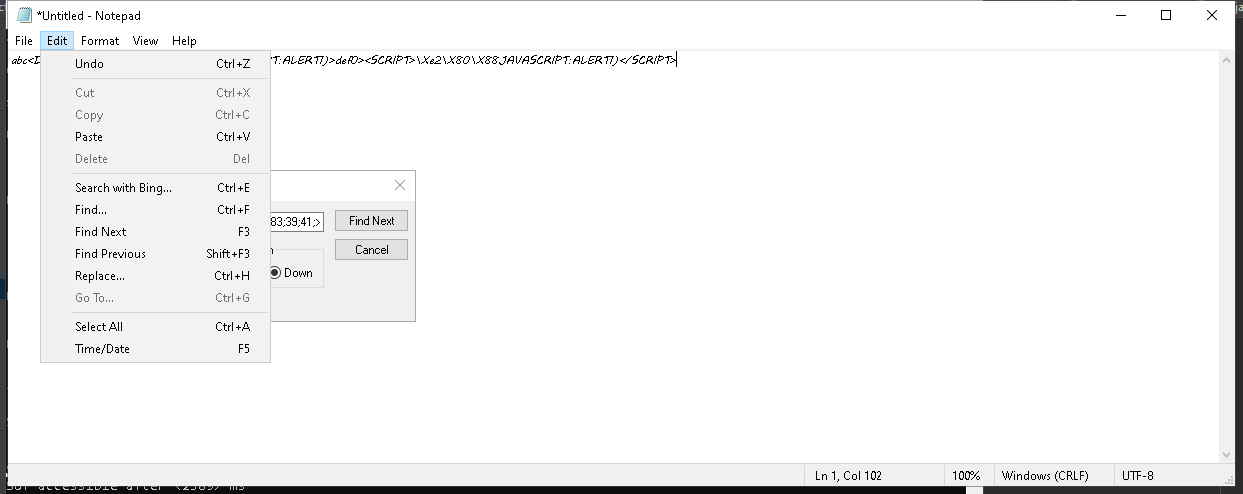 *Untitled - Notepad
File Edit Format View Help
abc<D
T:ALERT1)>def0><SCRIPT>\Xe2\X80\X88JAVASCRIPT:ALERT1)</SCRIPT>
Undo Ctrl+Z
Cut Ctrl+X
Copy Ctrl+C
Paste Ctrl+V
Delete Del
Search with Bing... Ctrl+E
Find... Ctrl+F
Find Next F3
Find Previous Shift+F3
Replace... Ctrl+H
Go To... Ctrl+G
Select All Ctrl+A
Time/Date F5
83;39;41;>
Find Next
Cancel
Down
Ln 1, Col 102 100% Windows (CRLF) UTF-8